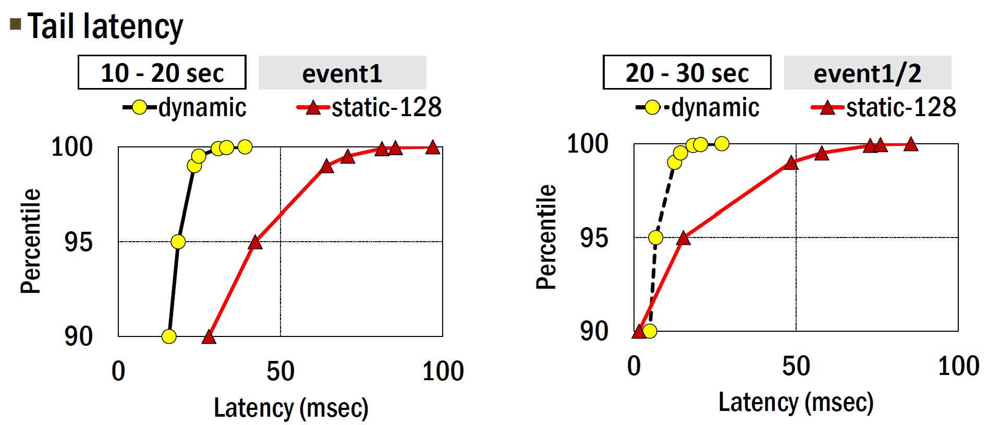 Tail latency
10 - 20 sec
event1
dynamic
static-128
100
95
90
Percentile
0
50
100
Latency (msec)
20 - 30 sec
event1/2
dynamic
static-128
100
95
90
Percentile
0
50
100
Latency (msec)